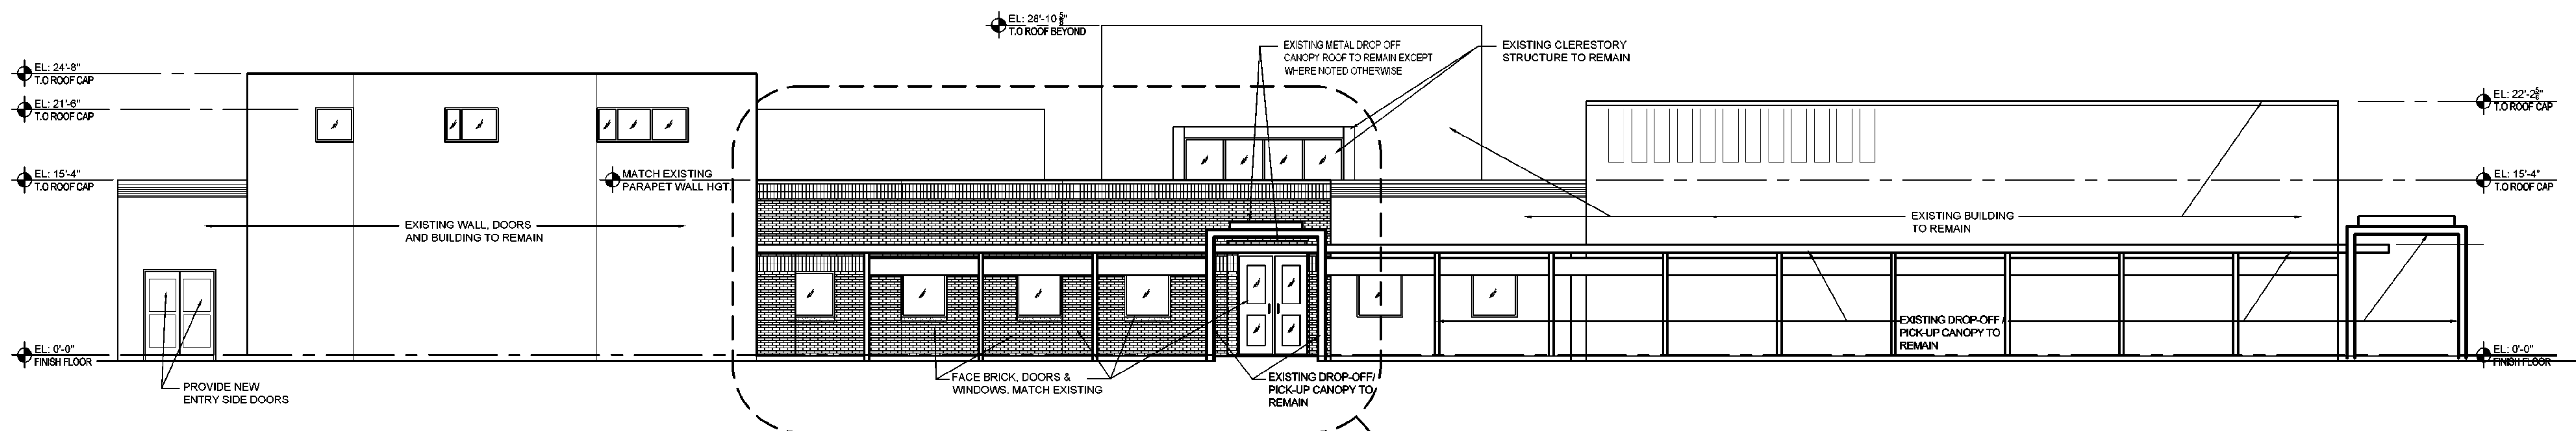 EL: 28'-10 5/8"
T.O ROOF BEYOND
EL: 24'-8"
T.O ROOF CAP
EL: 21'-6"
T.O ROOF CAP
EL: 15'-4"
T.O ROOF CAP
EL: 0'-0"
FINISH FLOOR
EXISTING WALL, DOORS
AND BUILDING TO REMAIN
PROVIDE NEW
ENTRY SIDE DOORS
MATCH EXISTING
PARAPET WALL HGT.
EXISTING METAL DROP OFF
CANOPY ROOF TO REMAIN EXCEPT
WHERE NOTED OTHERWISE
EXISTING CLERESTORY
STRUCTURE TO REMAIN
FACE BRICK, DOORS &
WINDOWS. MATCH EXISTING
EXISTING DROP-OFF/
PICK-UP CANOPY TO
REMAIN
EXISTING BUILDING
TO REMAIN
EXISTING DROP-OFF /
PICK-UP CANOPY TO
REMAIN
EL: 22'-25/8"
T.O ROOF CAP
EL: 15'-4"
T.O ROOF CAP
EL: 0'-0"
FINISH FLOOR